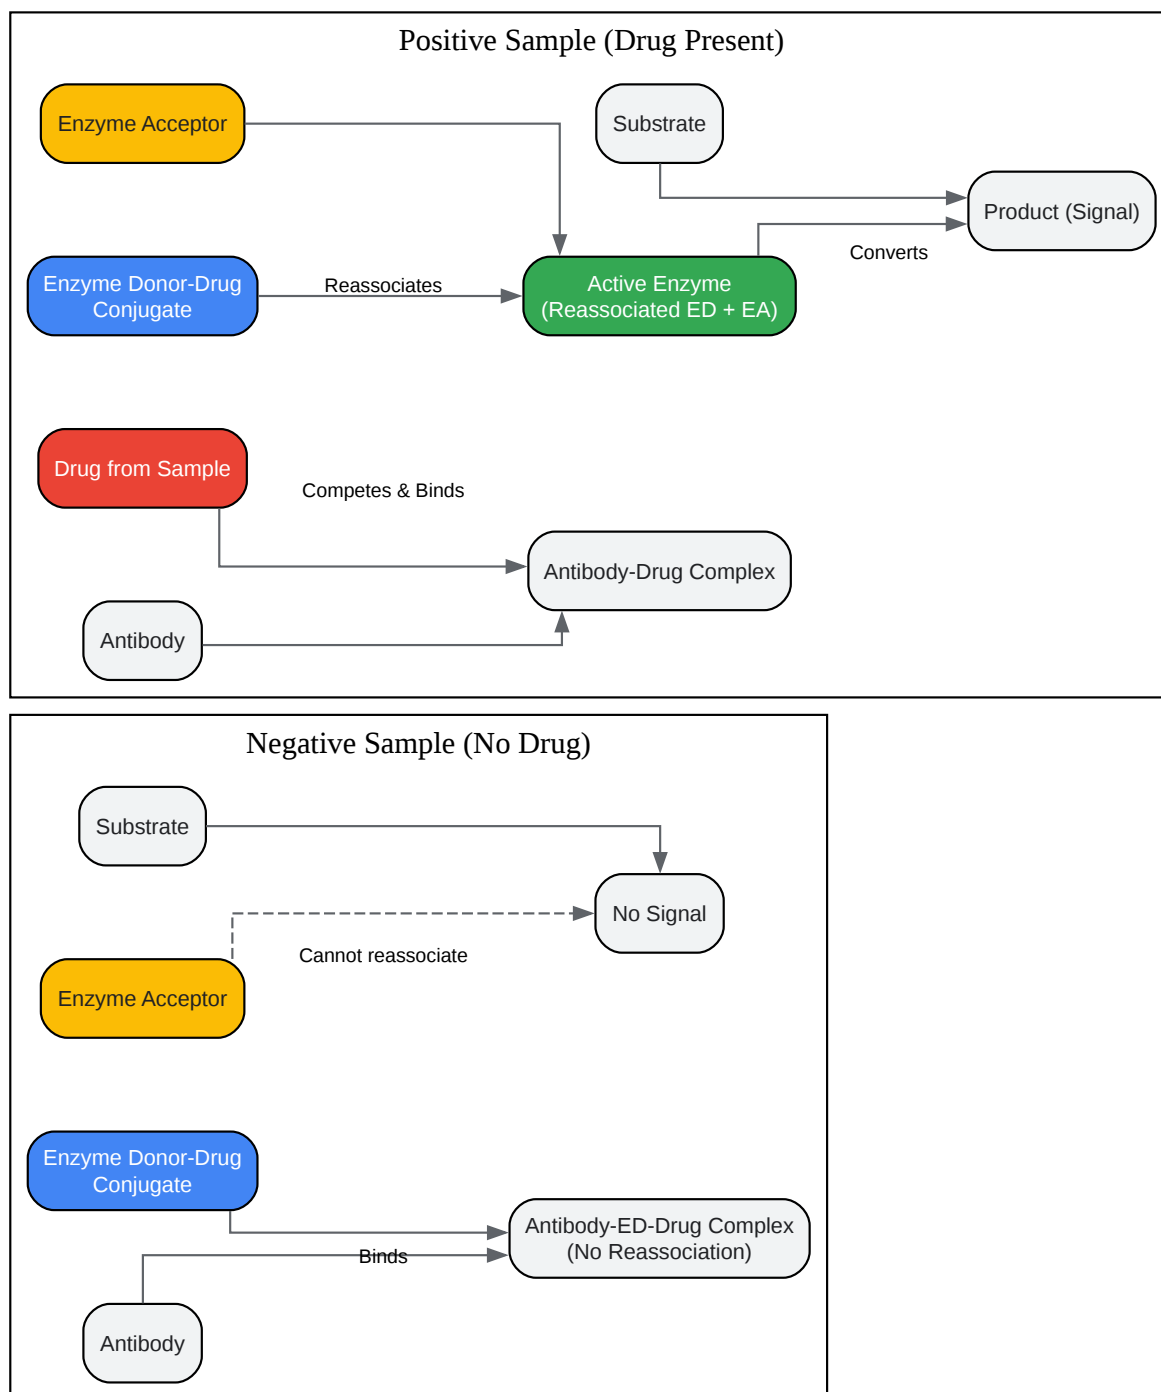 Positive Sample (Drug Present)
Enzyme Acceptor
Substrate
Product (Signal)
Converts
Enzyme Donor-Drug
Conjugate
Reassociates
Active Enzyme
(Reassociated ED + EA)
Drug from Sample
Competes & Binds
Antibody-Drug Complex
Antibody
Negative Sample (No Drug)
Substrate
No Signal
Cannot reassociate
Enzyme Acceptor
Enzyme Donor-Drug
Conjugate
Antibody-ED-Drug Complex
(No Reassociation)
Binds
Antibody